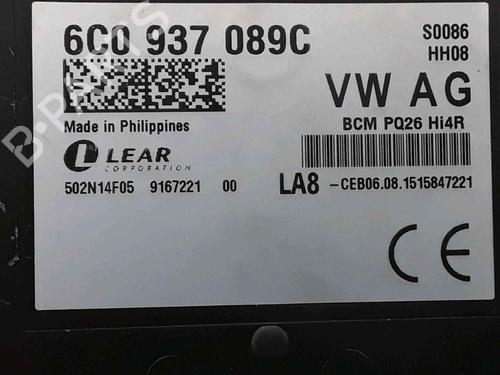 6C0 937 089C
S0086
HH08
VW AG
BCM PQ26 Hi4R
Made in Philippines
LEAR
CORPORATION
502N14F05 9167221 00
LA8 -CEB06.08.1515847221
CE